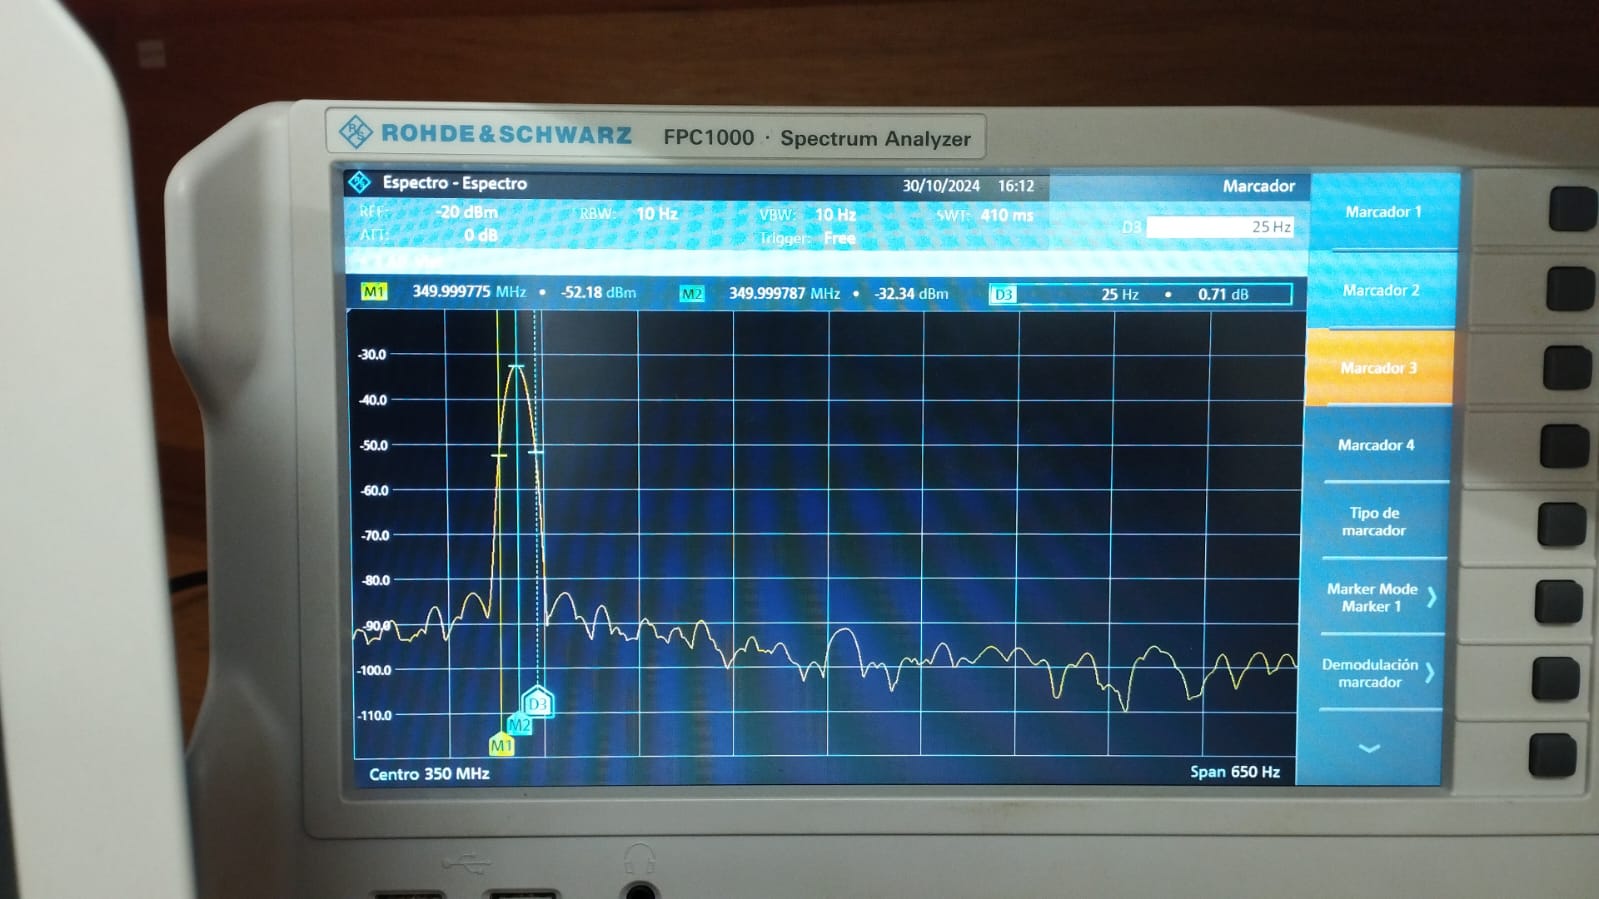 ROHDE&SCHWARZ FPC1000 · Spectrum Analyzer
Espectro - Espectro 30/10/2024 16:12 Marcador
REF: -20 dBm RBW: 10 Hz VBW: 10 Hz SWT: 410 ms
ATT: 0 dB Trigger: Free D3 25 Hz
M1 349.999775 MHz • -52.18 dBm M2 349.999787 MHz • -32.34 dBm D3 25 Hz • 0.71 dB
-30.0
-40.0
-50.0
-60.0
-70.0
-80.0
-90.0
-100.0
-110.0
D3
M2
M1
Centro 350 MHz Span 650 Hz
Marcador 1
Marcador 2
Marcador 3
Marcador 4
Tipo de
marcador
Marker Mode
Marker 1
Demodulación
marcador